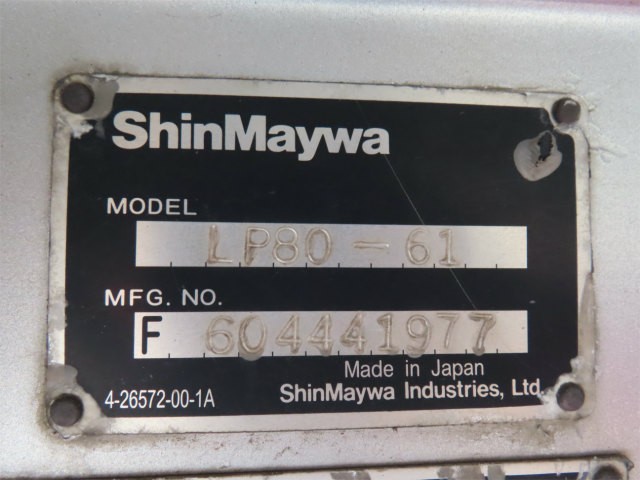 ShinMaywa
MODEL
LP80-61
MFG. NO.
F 604441977
Made in Japan
4-26572-00-1A
ShinMaywa Industries, Ltd.